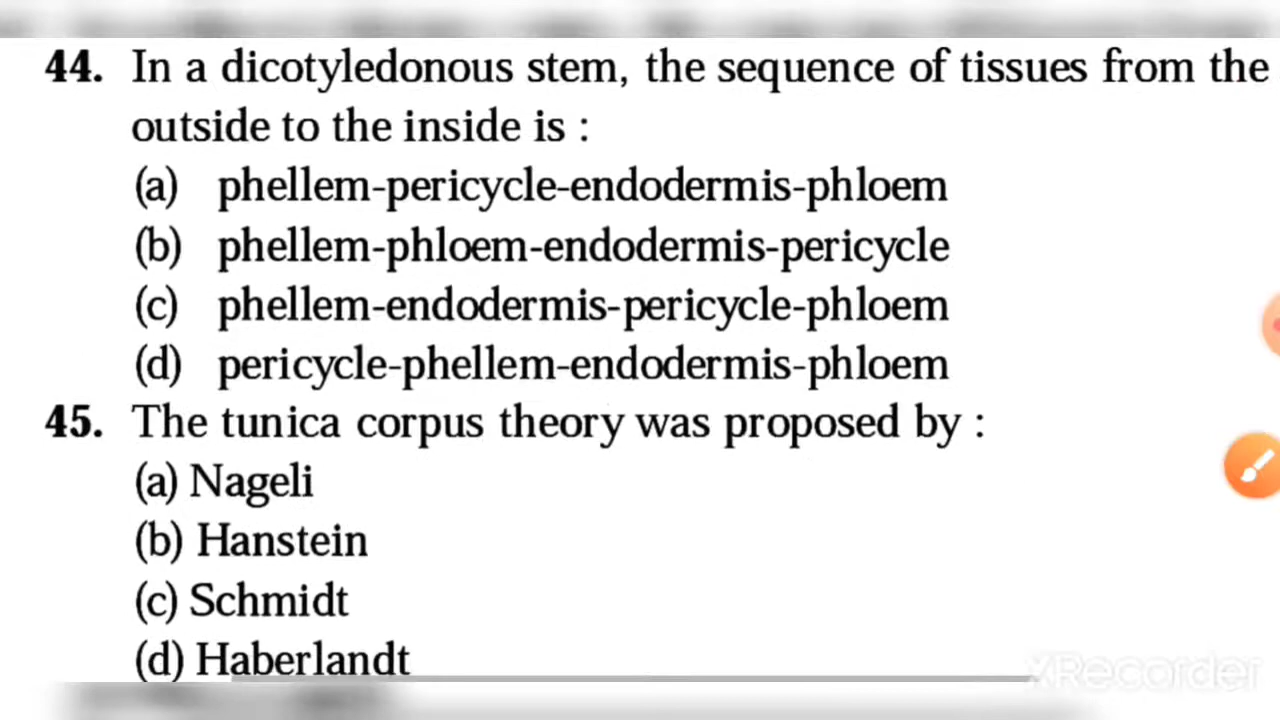 44. In a dicotyledonous stem, the sequence of tissues from the
outside to the inside is :
(a) phellem-pericycle-endodermis-phloem
(b) phellem-phloem-endodermis-pericycle
(c) phellem-endodermis-pericycle-phloem
(d) pericycle-phellem-endodermis-phloem
45. The tunica corpus theory was proposed by :
(a) Nageli
(b) Hanstein
(c) Schmidt
(d) Haberlandt
XRecorder